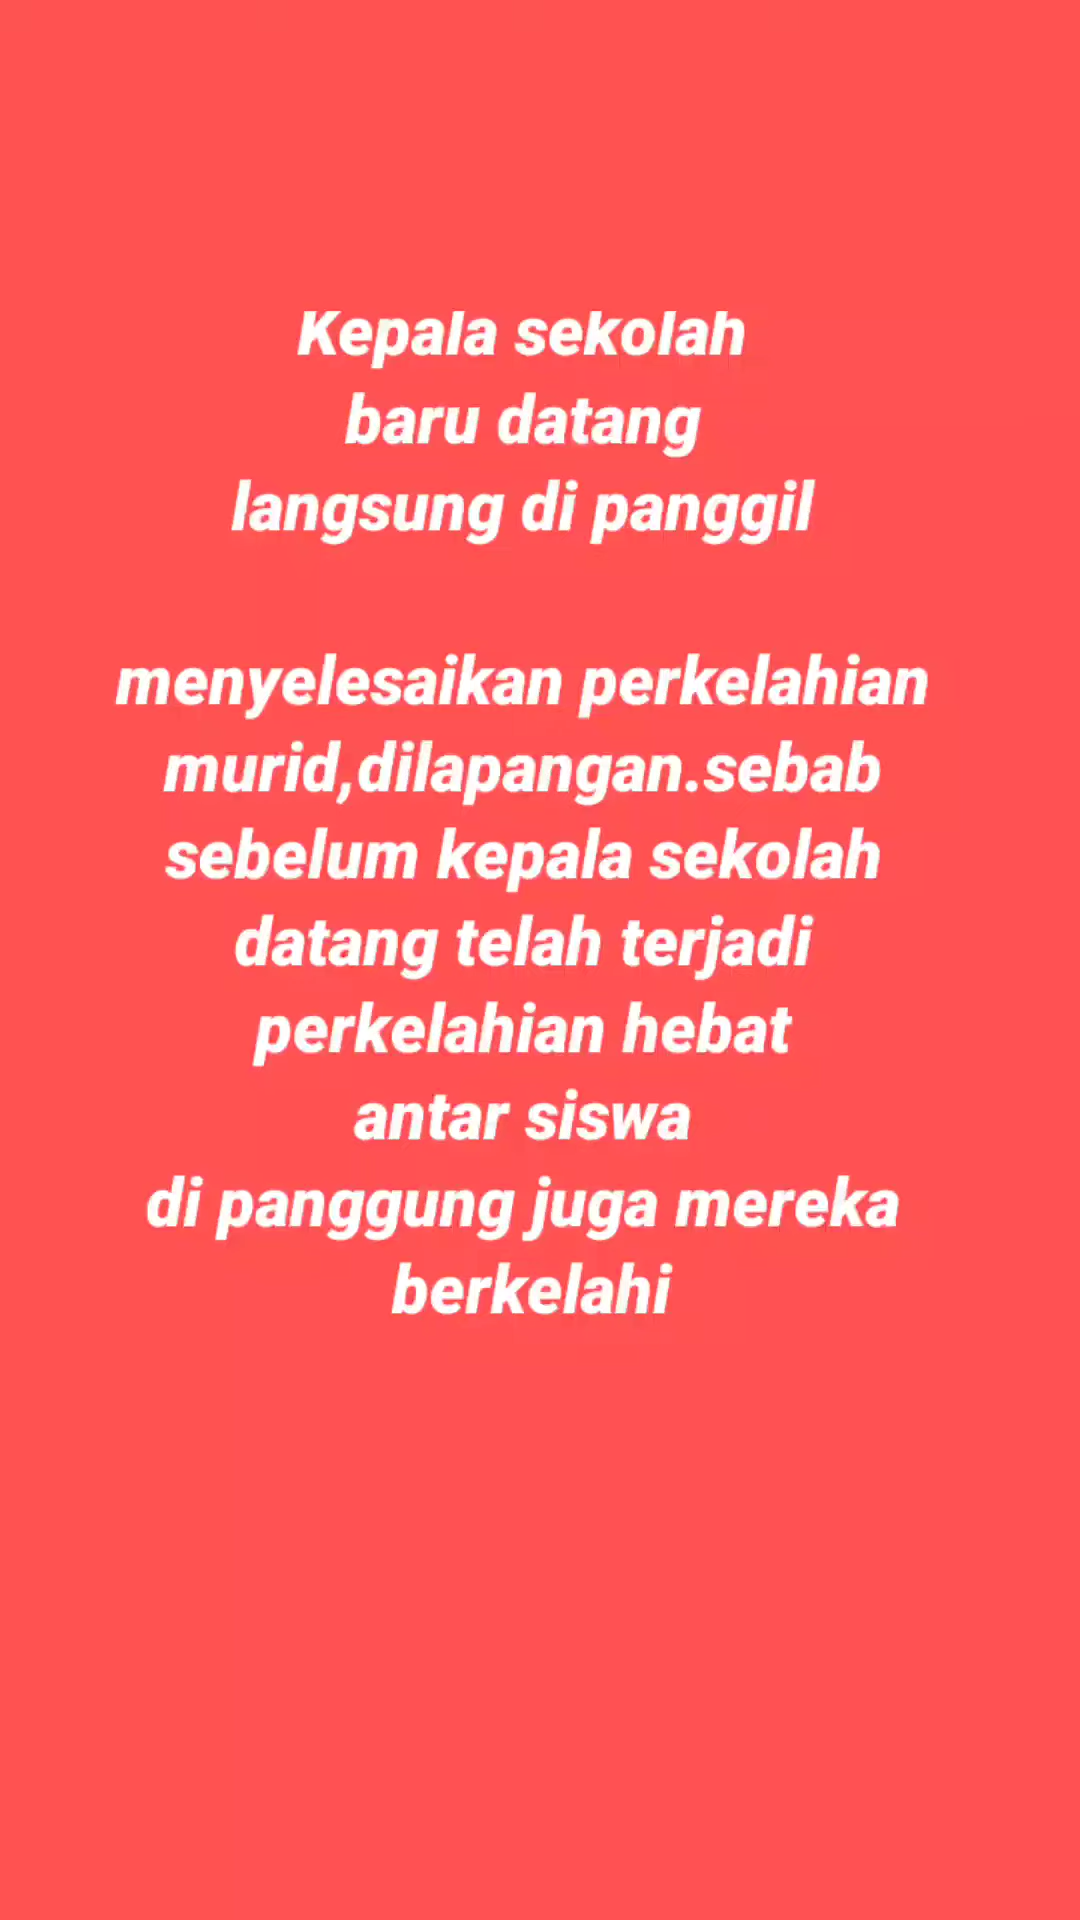 Kepala sekolah
baru datang
langsung di panggil
menyelesaikan perkelahian
murid,dilapangan.sebab
sebelum kepala sekolah
datang telah terjadi
perkelahian hebat
antar siswa
di panggung juga mereka
berkelahi